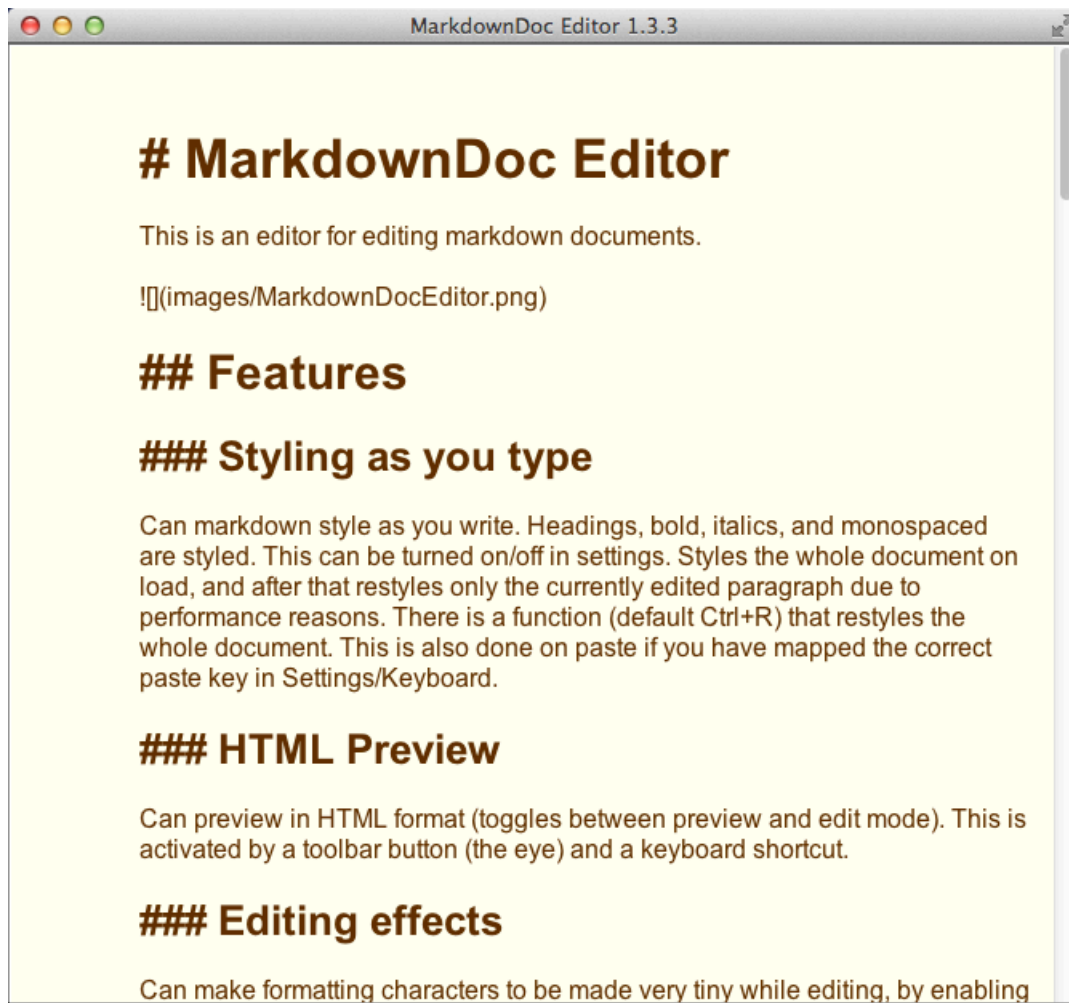 MarkdownDoc Editor 1.3.3
# MarkdownDoc Editor
This is an editor for editing markdown documents.
![](images/MarkdownDocEditor.png)
## Features
### Styling as you type
Can markdown style as you write. Headings, bold, italics, and monospaced
are styled. This can be turned on/off in settings. Styles the whole document on
load, and after that restyles only the currently edited paragraph due to
performance reasons. There is a function (default Ctrl+R) that restyles the
whole document. This is also done on paste if you have mapped the correct
paste key in Settings/Keyboard.
### HTML Preview
Can preview in HTML format (toggles between preview and edit mode). This is
activated by a toolbar button (the eye) and a keyboard shortcut.
### Editing effects
Can make formatting characters to be made very tiny while editing, by enabling